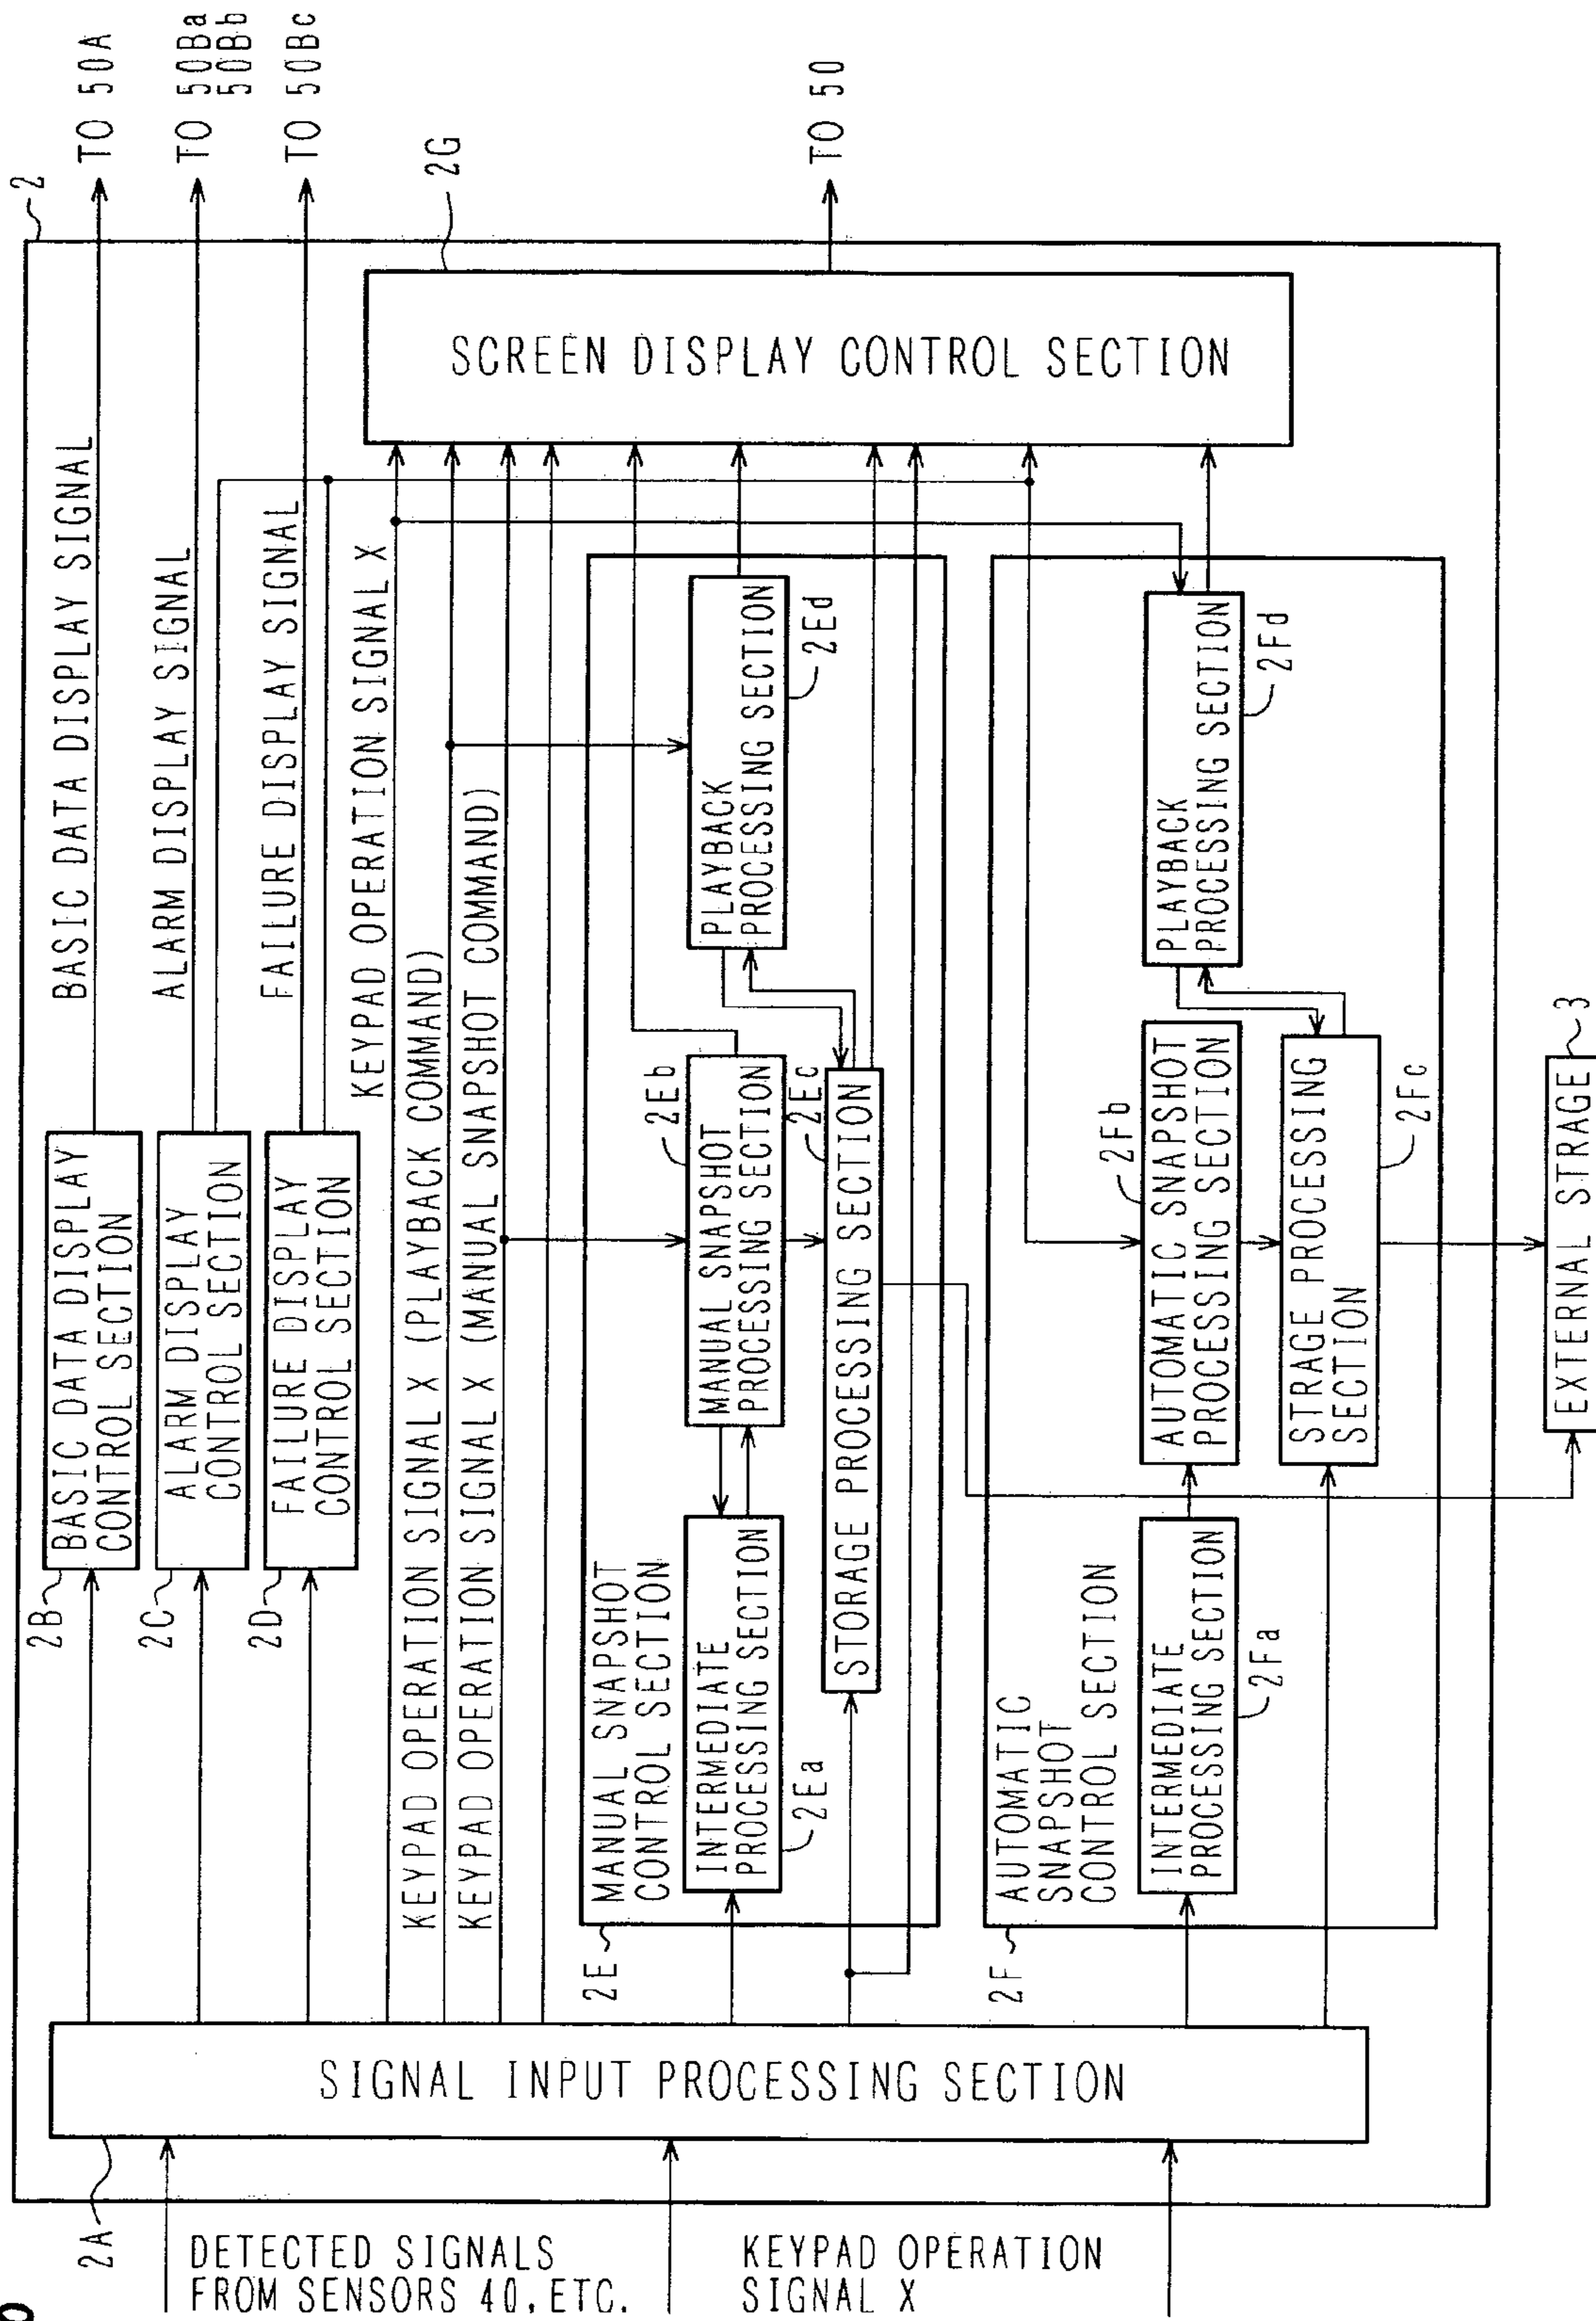 2
TO 50A
TO 50Ba
50Bb
TO 50Bc
TO 50
BASIC DATA DISPLAY SIGNAL
ALARM DISPLAY SIGNAL
FAILURE DISPLAY SIGNAL
KEYPAD OPERATION SIGNAL X
KEYPAD OPERATION SIGNAL X (PLAYBACK COMMAND)
KEYPAD OPERATION SIGNAL X (MANUAL SNAPSHOT COMMAND)
2G
SCREEN DISPLAY CONTROL SECTION
2B
BASIC DATA DISPLAY
CONTROL SECTION
2C
ALARM DISPLAY
CONTROL SECTION
2D
FAILURE DISPLAY
CONTROL SECTION
2E
MANUAL SNAPSHOT
CONTROL SECTION
INTERMEDIATE
PROCESSING SECTION
2Ea
MANUAL SNAPSHOT
PROCESSING SECTION
2Eb
STORAGE PROCESSING SECTION
2Ec
PLAYBACK
PROCESSING SECTION
2Ed
2F
AUTOMATIC
SNAPSHOT
CONTROL SECTION
INTERMEDIATE
PROCESSING SECTION
2Fa
AUTOMATIC SNAPSHOT
PROCESSING SECTION
2Fb
STRAGE PROCESSING
SECTION
2Fc
PLAYBACK
PROCESSING SECTION
2Fd
EXTERNAL STRAGE
3
SIGNAL INPUT PROCESSING SECTION
2A
DETECTED SIGNALS
FROM SENSORS 40, ETC.
KEYPAD OPERATION
SIGNAL X